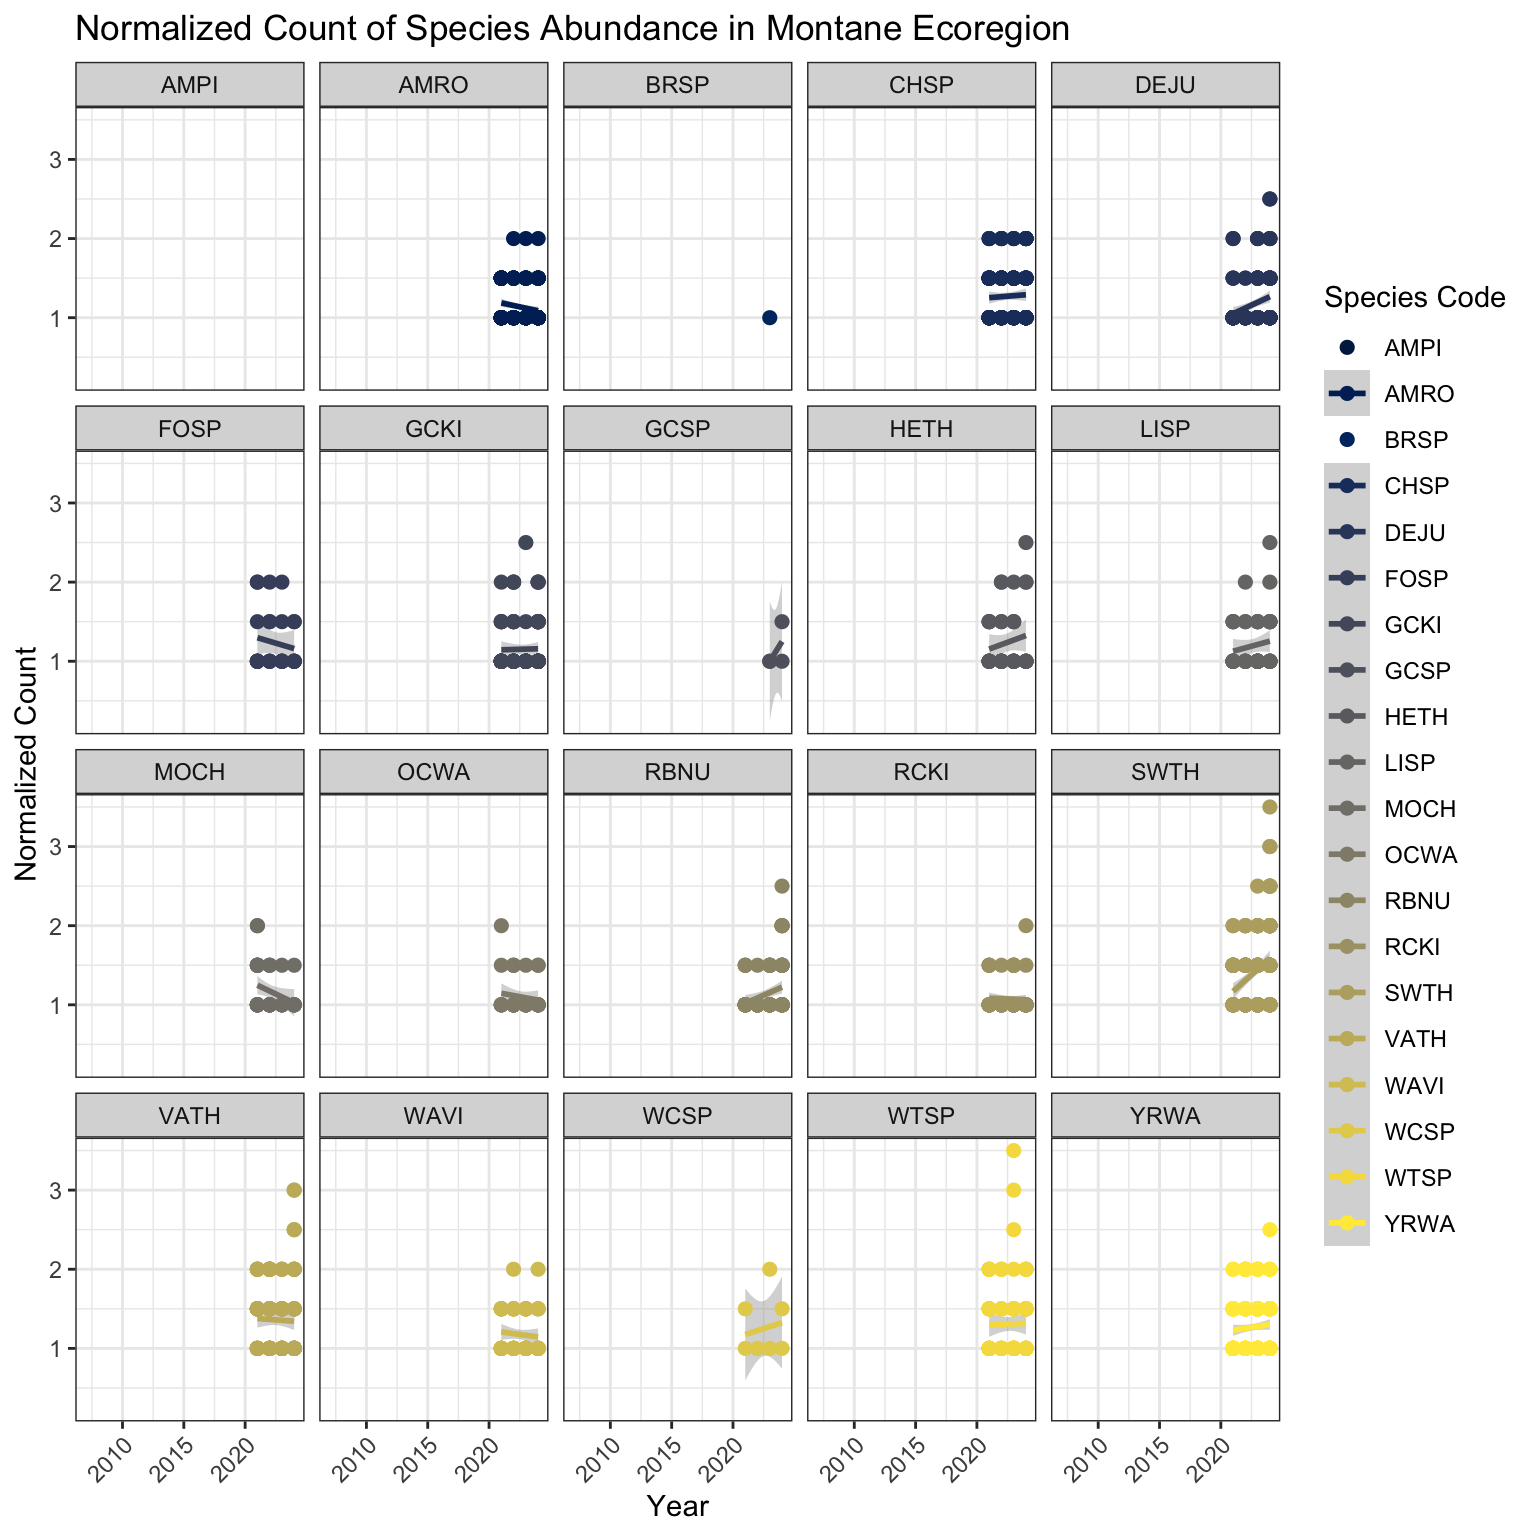 Normalized Count of Species Abundance in Montane Ecoregion
AMPI AMRO BRSP CHSP DEJU
3
2
1
FOSP GCKI GCSP HETH LISP
3
2
1
MOCH OCWA RBNU RCKI SWTH
3
2
1
VATH WAVI WCSP WTSP YRWA
3
2
1
2010 2015 2020 2010 2015 2020 2010 2015 2020 2010 2015 2020 2010 2015 2020
Year
Normalized Count
Species Code
AMPI
AMRO
BRSP
CHSP
DEJU
FOSP
GCKI
GCSP
HETH
LISP
MOCH
OCWA
RBNU
RCKI
SWTH
VATH
WAVI
WCSP
WTSP
YRWA